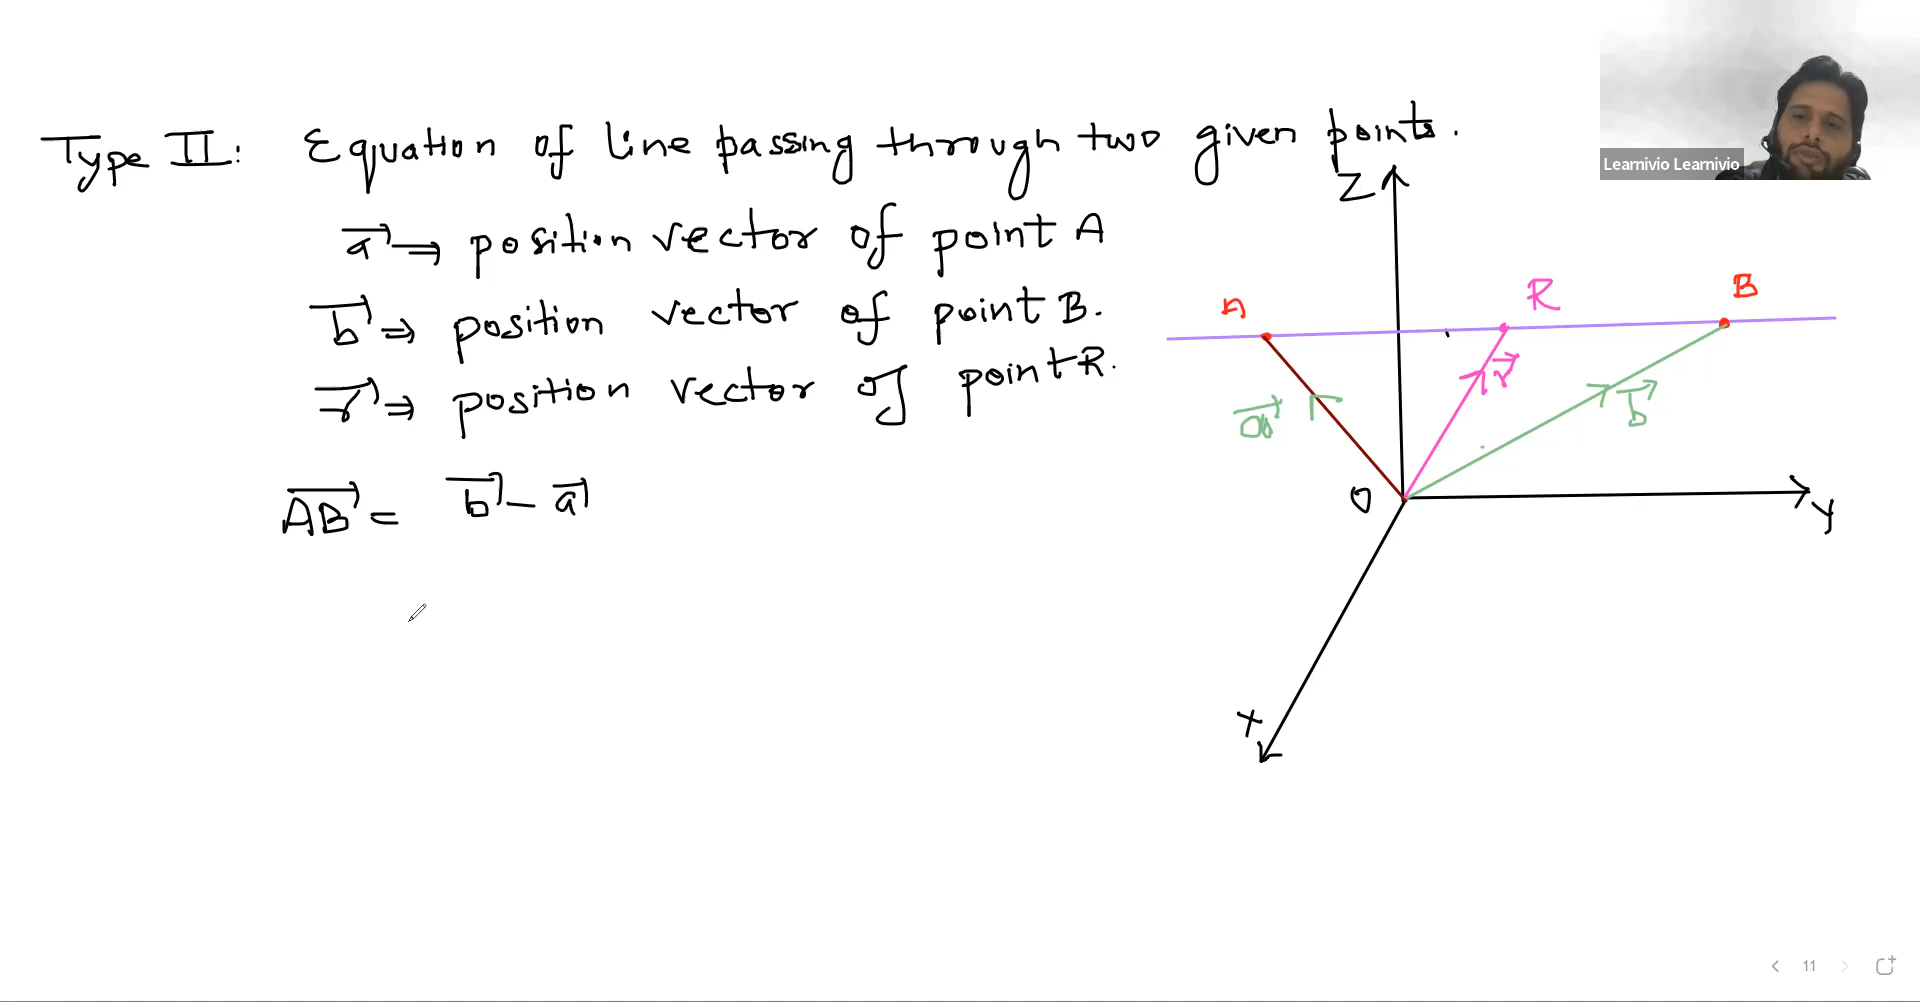 Type II: Equation of line passing through two given points.
a⃗ ⇒ position vector of point A
b⃗ ⇒ position vector of point B.
r⃗ ⇒ position vector of point R.
AB⃗ = b⃗ - a⃗
Z
A
R
B
r⃗
b⃗
O
Y
X
Learnivio Learnivio
11